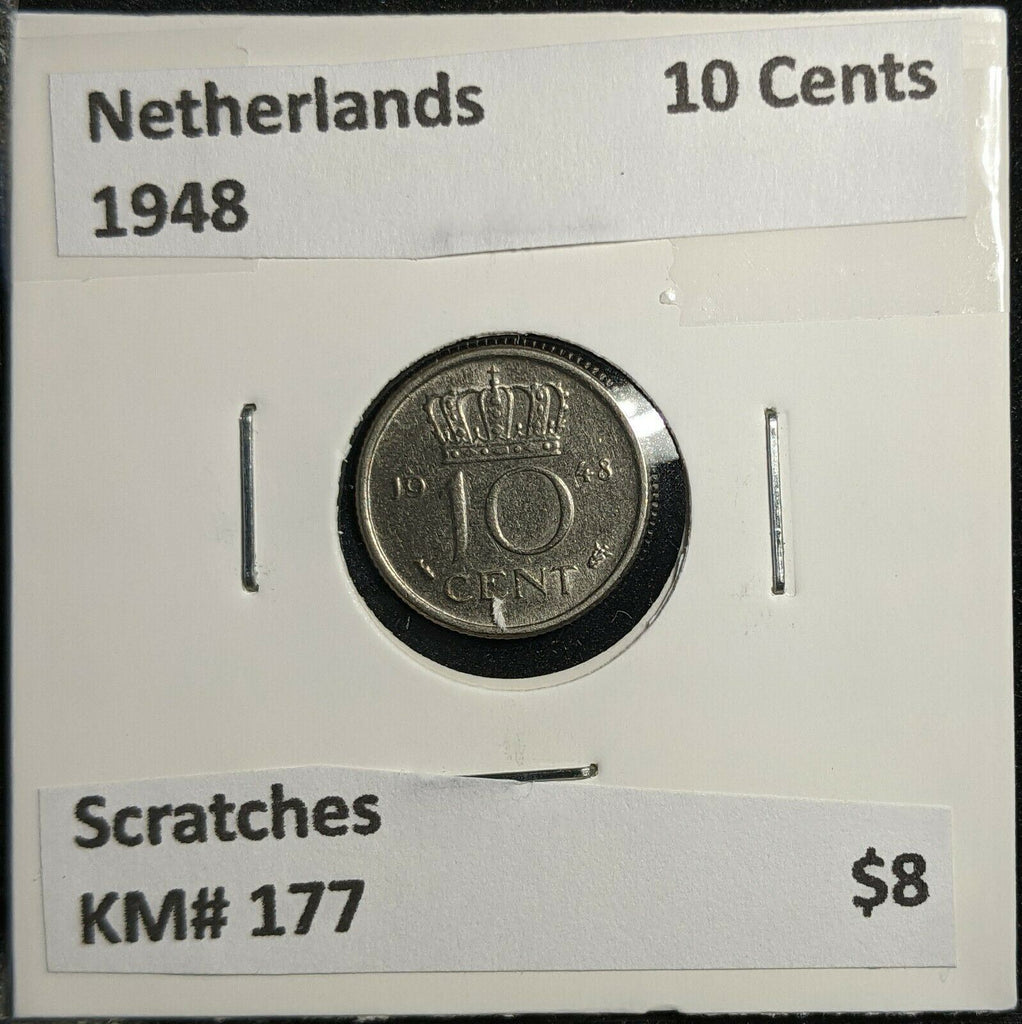 Netherlands 10 Cents
1948
19 10 48
CENT
Scratches
KM# 177 $8